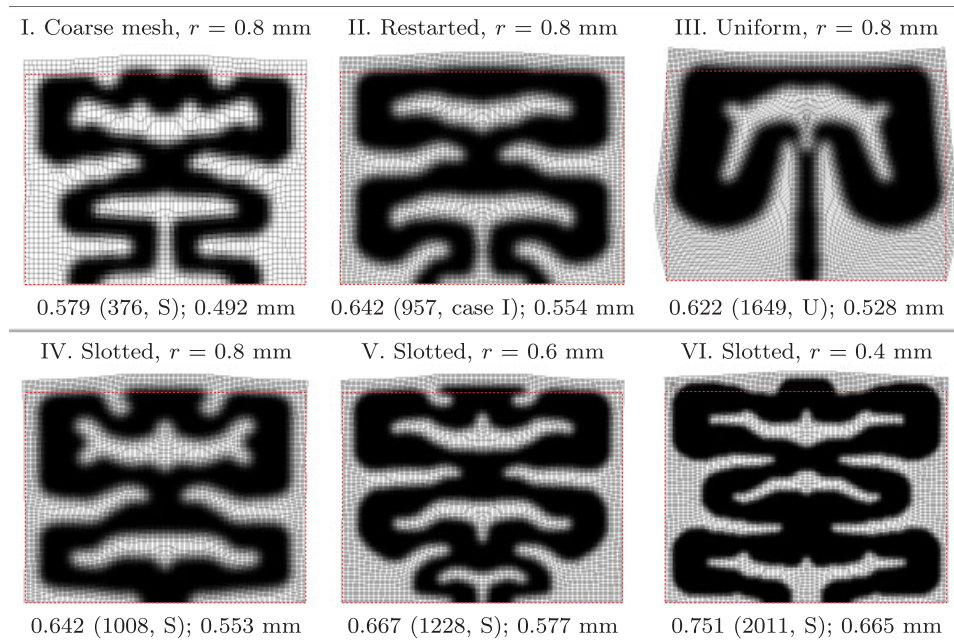 I. Coarse mesh, r = 0.8 mm
II. Restarted, r = 0.8 mm
III. Uniform, r = 0.8 mm
0.579 (376, S); 0.492 mm
0.642 (957, case I); 0.554 mm
0.622 (1649, U); 0.528 mm
IV. Slotted, r = 0.8 mm
V. Slotted, r = 0.6 mm
VI. Slotted, r = 0.4 mm
0.642 (1008, S); 0.553 mm
0.667 (1228, S); 0.577 mm
0.751 (2011, S); 0.665 mm